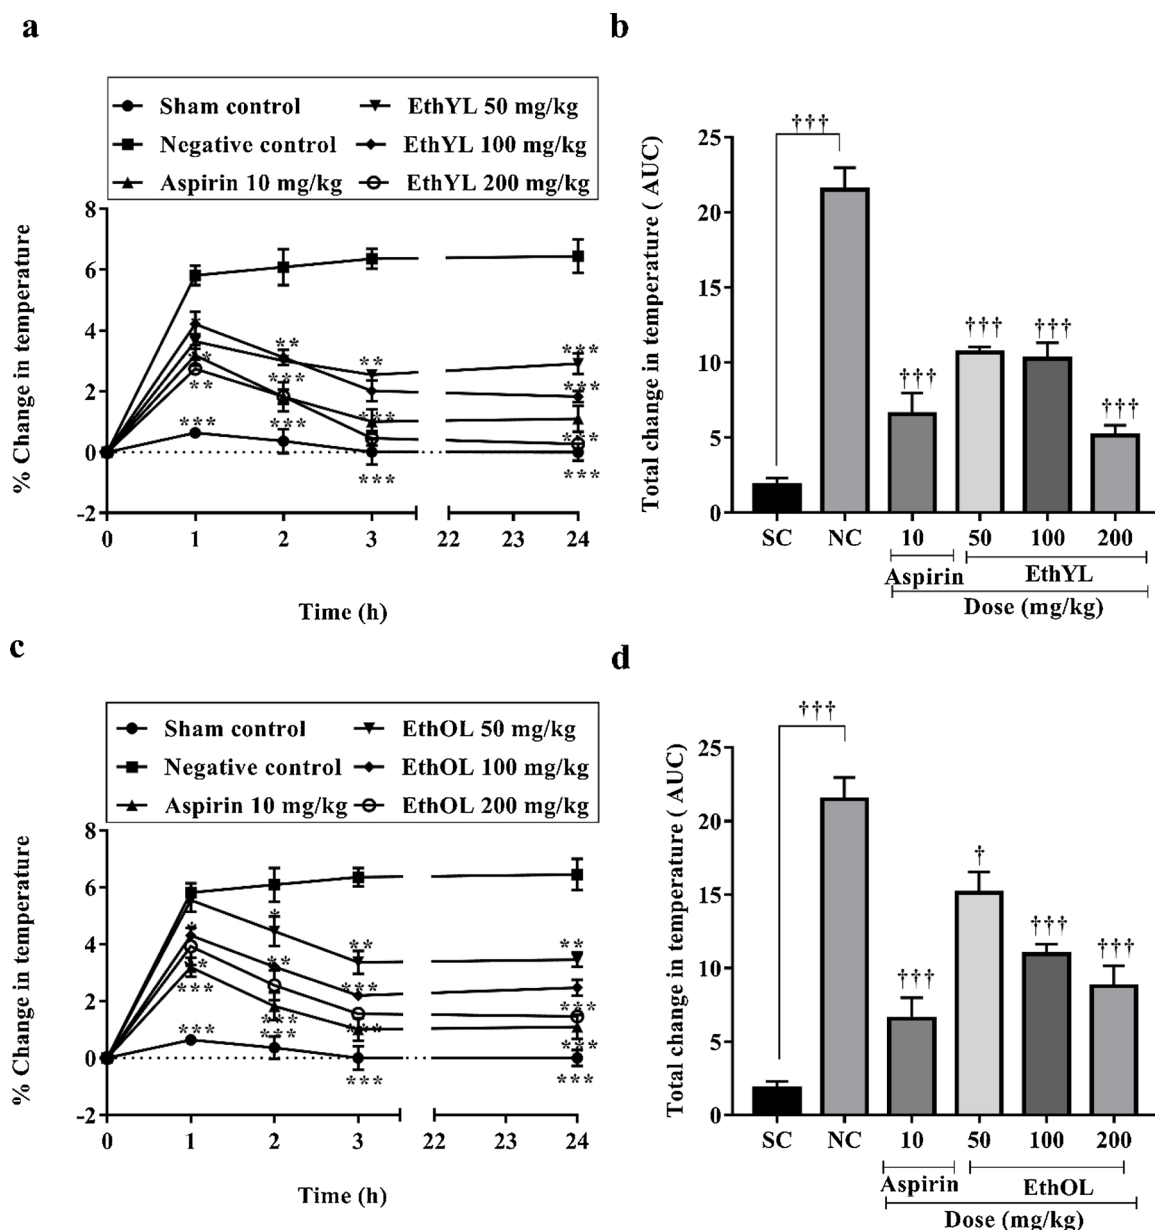 a
Sham control
EthYL 50 mg/kg
Negative control
EthYL 100 mg/kg
Aspirin 10 mg/kg
EthYL 200 mg/kg
% Change in temperature
8
6
4
2
0
-2
**
***
**
***
**
**
***
***
***
***
***
***
***
***
0 1 2 3 22 23 24
Time (h)
b
Total change in temperature ( AUC)
25
20
15
10
5
0
†††
†††
†††
†††
†††
SC NC 10 50 100 200
Aspirin EthYL
Dose (mg/kg)
c
Sham control
EthOL 50 mg/kg
Negative control
EthOL 100 mg/kg
Aspirin 10 mg/kg
EthOL 200 mg/kg
% Change in temperature
8
6
4
2
0
-2
*
*
***
***
*
**
***
***
**
***
***
***
**
***
***
***
0 1 2 3 22 23 24
Time (h)
d
Total change in temperature ( AUC)
25
20
15
10
5
0
†††
†††
†
†††
†††
SC NC 10 50 100 200
Aspirin EthOL
Dose (mg/kg)